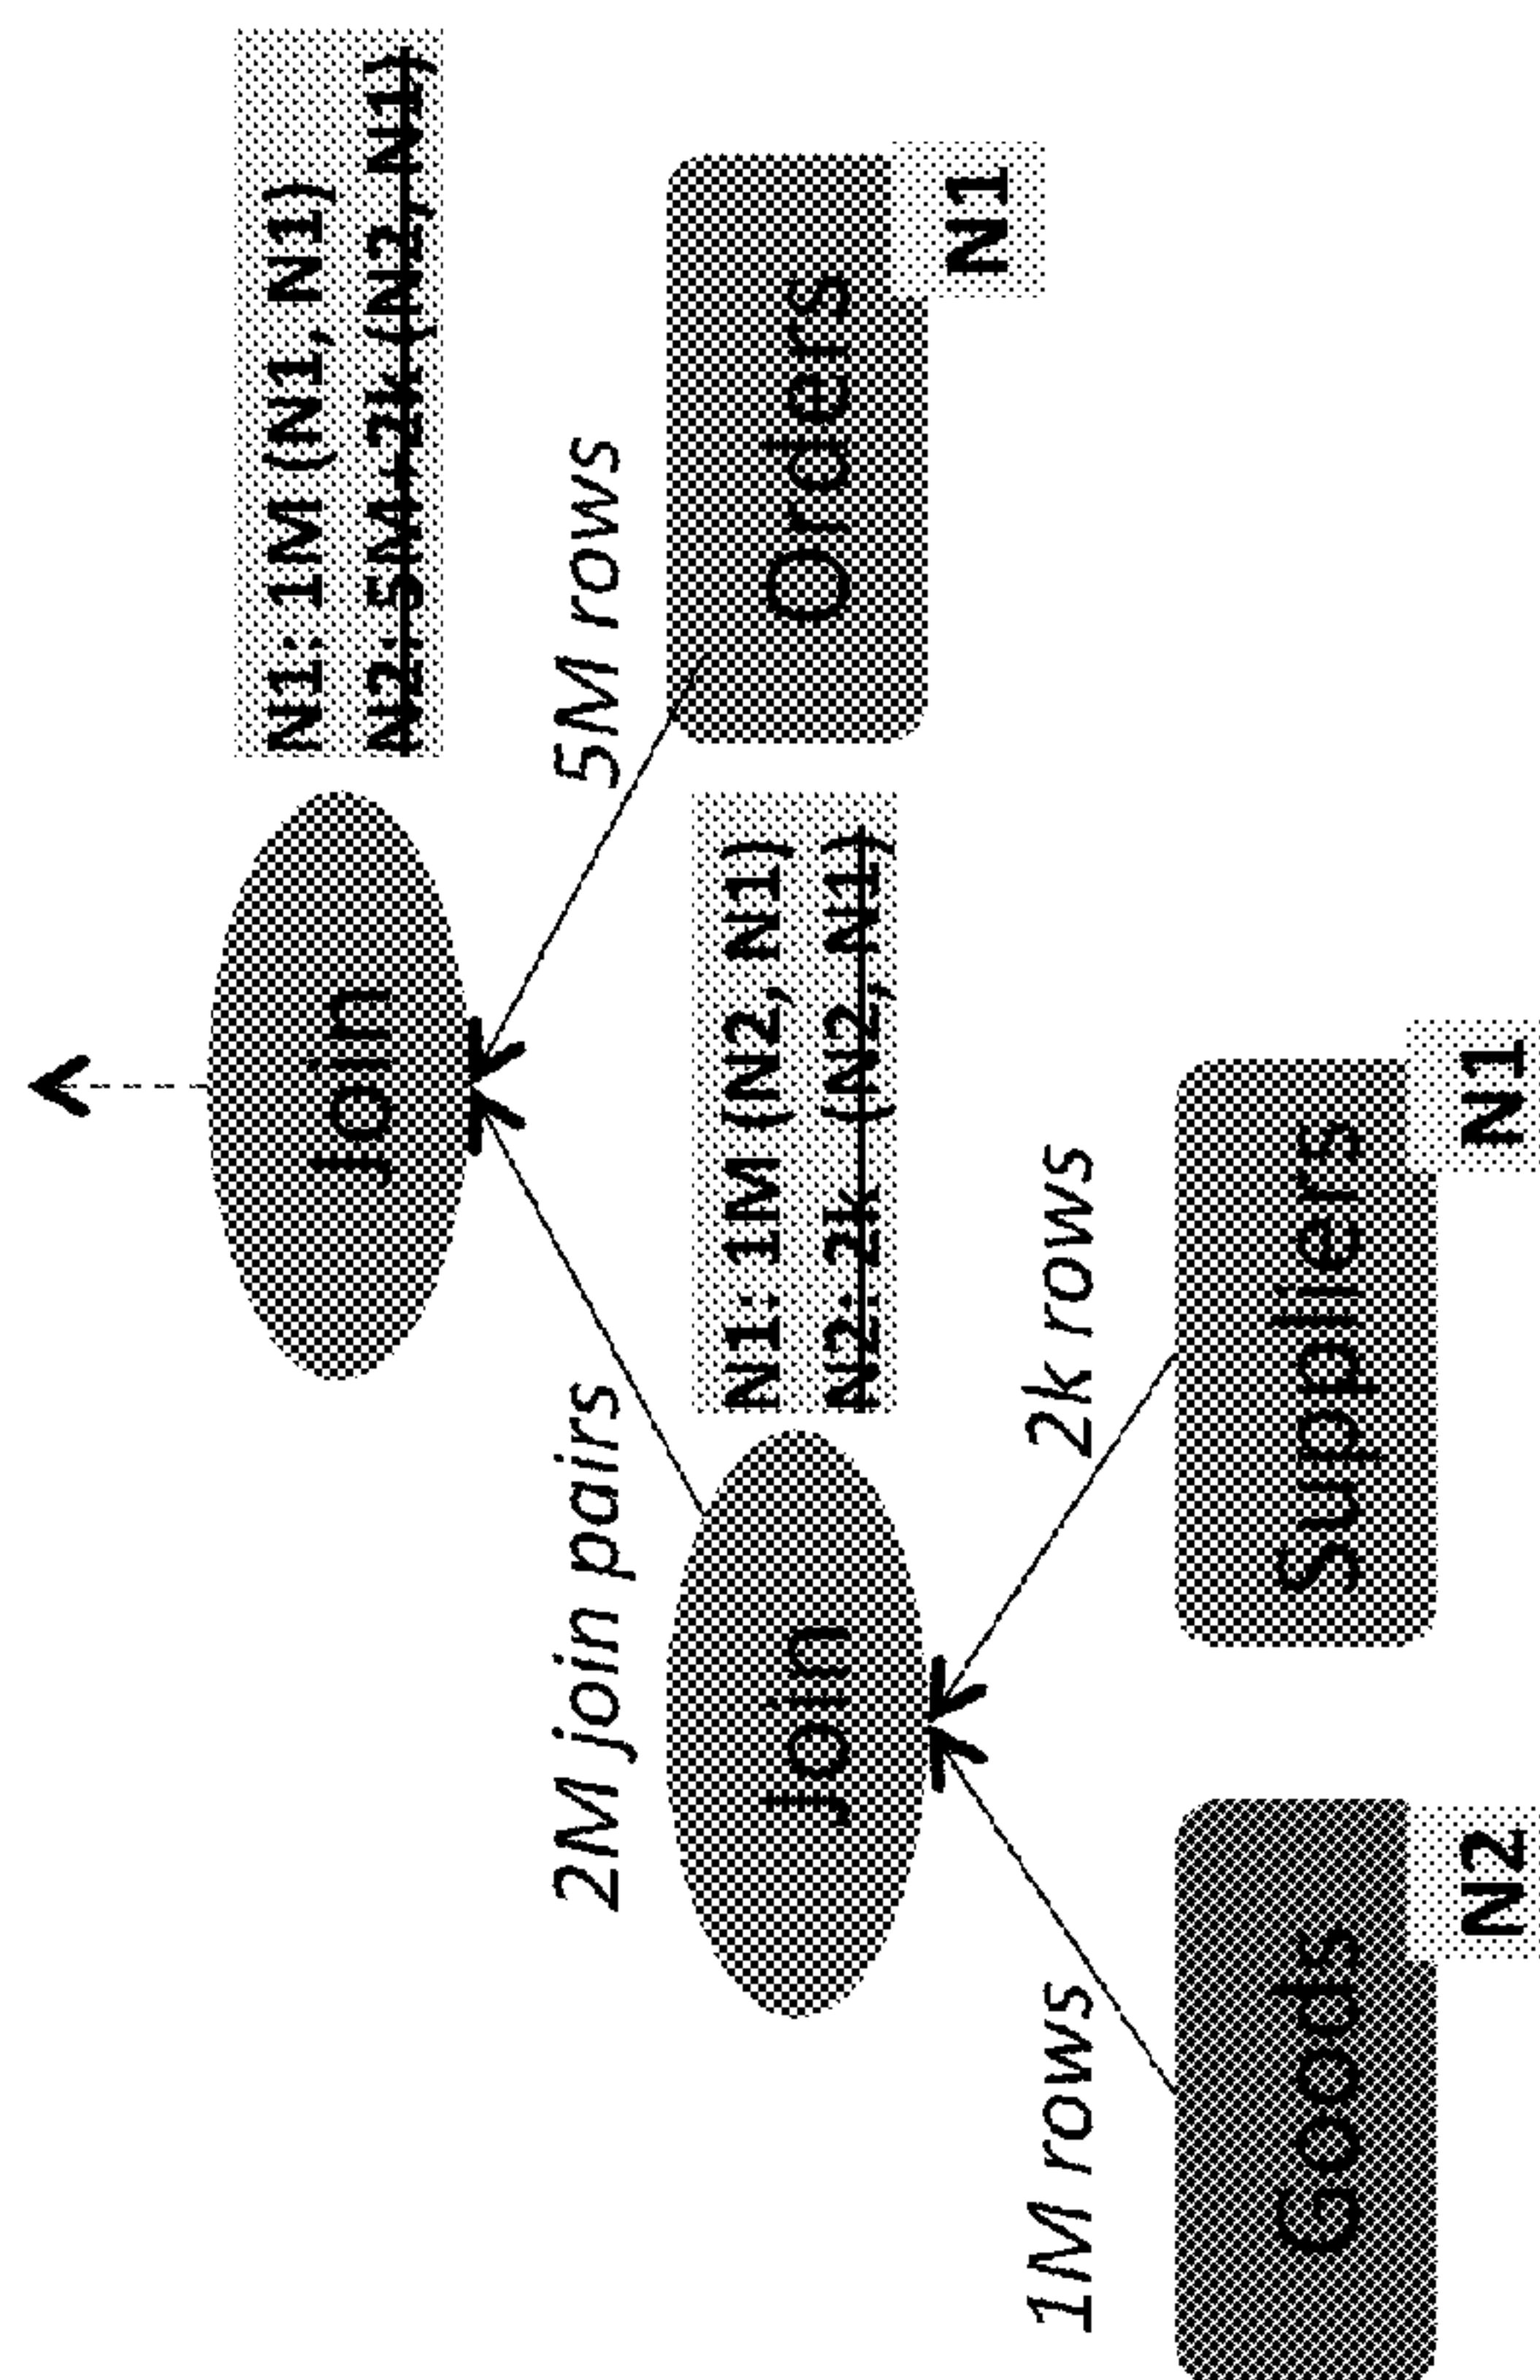 Join
N1: 1M (N1, N1)
N2: 5M+2k (N2, N1)
2M join pairs
5M rows
Join
N1: 1M (N2, N1)
N2: 2k (N2, N1)
Orders
N1
1M rows
2k rows
Goods
N2
Suppliers
N1